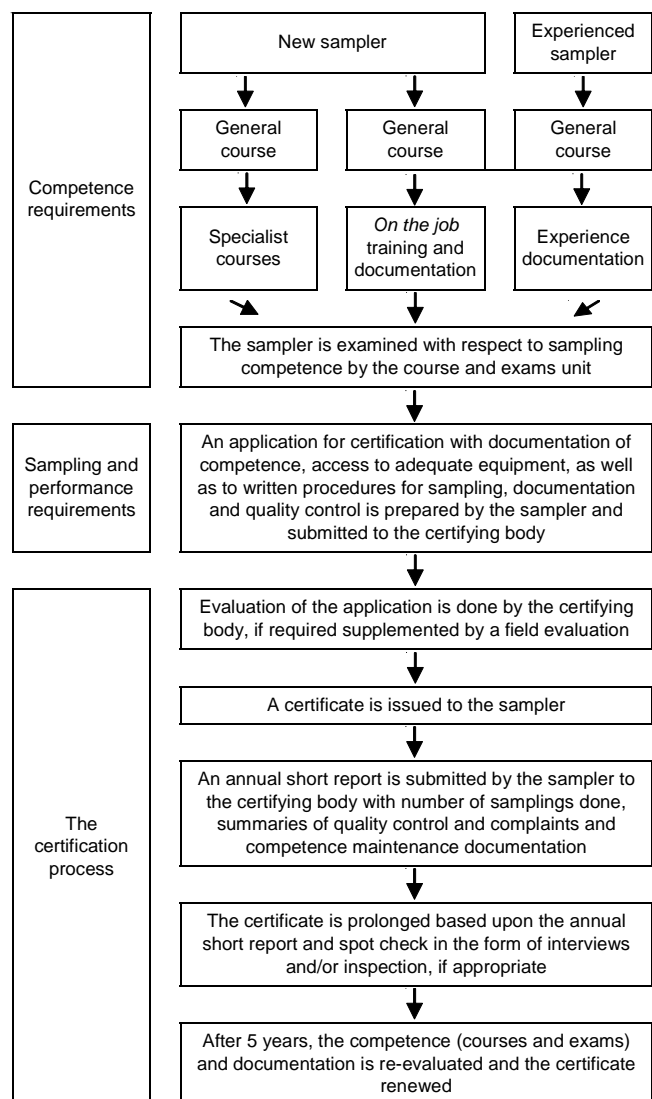 New sampler
Experienced
sampler
General
course
General
course
General
course
Competence
requirements
Specialist
courses
On the job
training and
documentation
Experience
documentation
The sampler is examined with respect to sampling
competence by the course and exams unit
Sampling and
performance
requirements
An application for certification with documentation of
competence, access to adequate equipment, as well
as to written procedures for sampling, documentation
and quality control is prepared by the sampler and
submitted to the certifying body
Evaluation of the application is done by the certifying
body, if required supplemented by a field evaluation
A certificate is issued to the sampler
The
certification
process
An annual short report is submitted by the sampler to
the certifying body with number of samplings done,
summaries of quality control and complaints and
competence maintenance documentation
The certificate is prolonged based upon the annual
short report and spot check in the form of interviews
and/or inspection, if appropriate
After 5 years, the competence (courses and exams)
and documentation is re-evaluated and the certificate
renewed